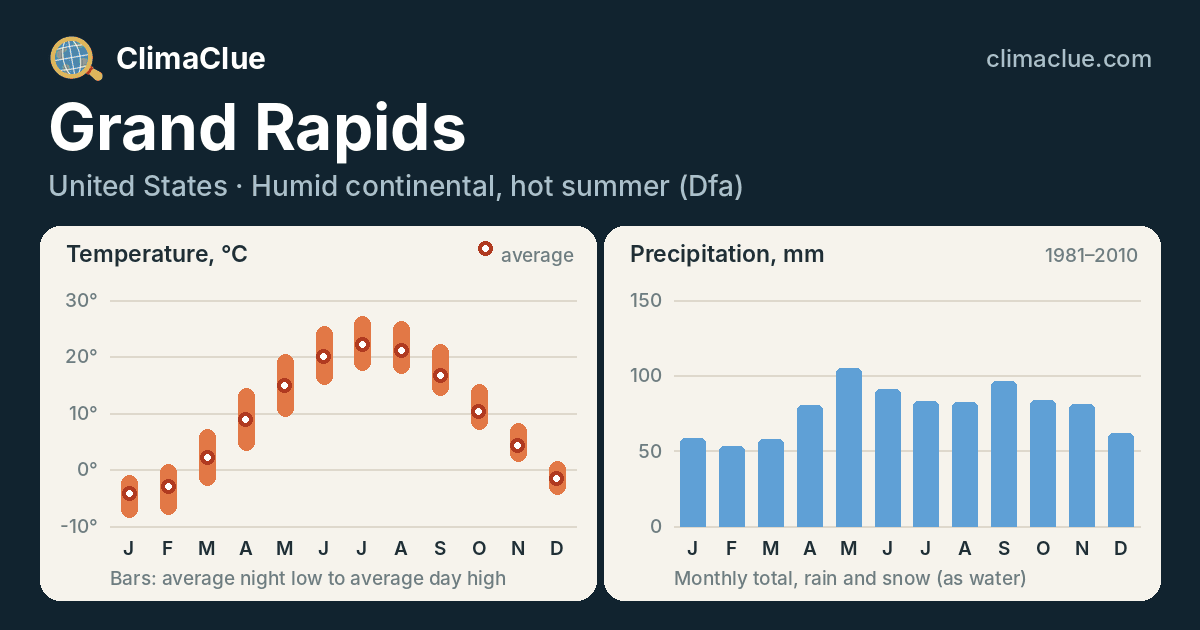 ClimaClue
climaclue.com
Grand Rapids
United States · Humid continental, hot summer (Dfa)
Temperature, °C
average
30°
20°
10°
0°
-10°
J F M A M J J A S O N D
Bars: average night low to average day high
Precipitation, mm
1981–2010
150
100
50
0
J F M A M J J A S O N D
Monthly total, rain and snow (as water)